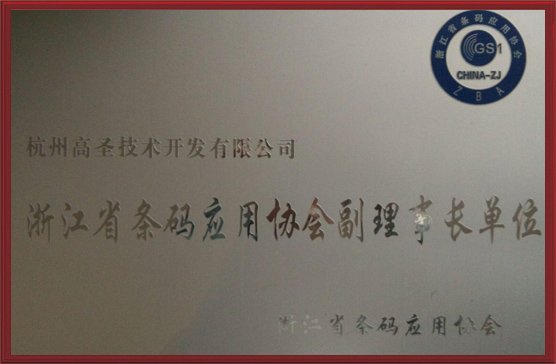 浙江省条码应用协会
GS1
CHINA-ZJ
ZBA
杭州高圣技术开发有限公司
浙江省条码应用协会副理事长单位
浙江省条码应用协会